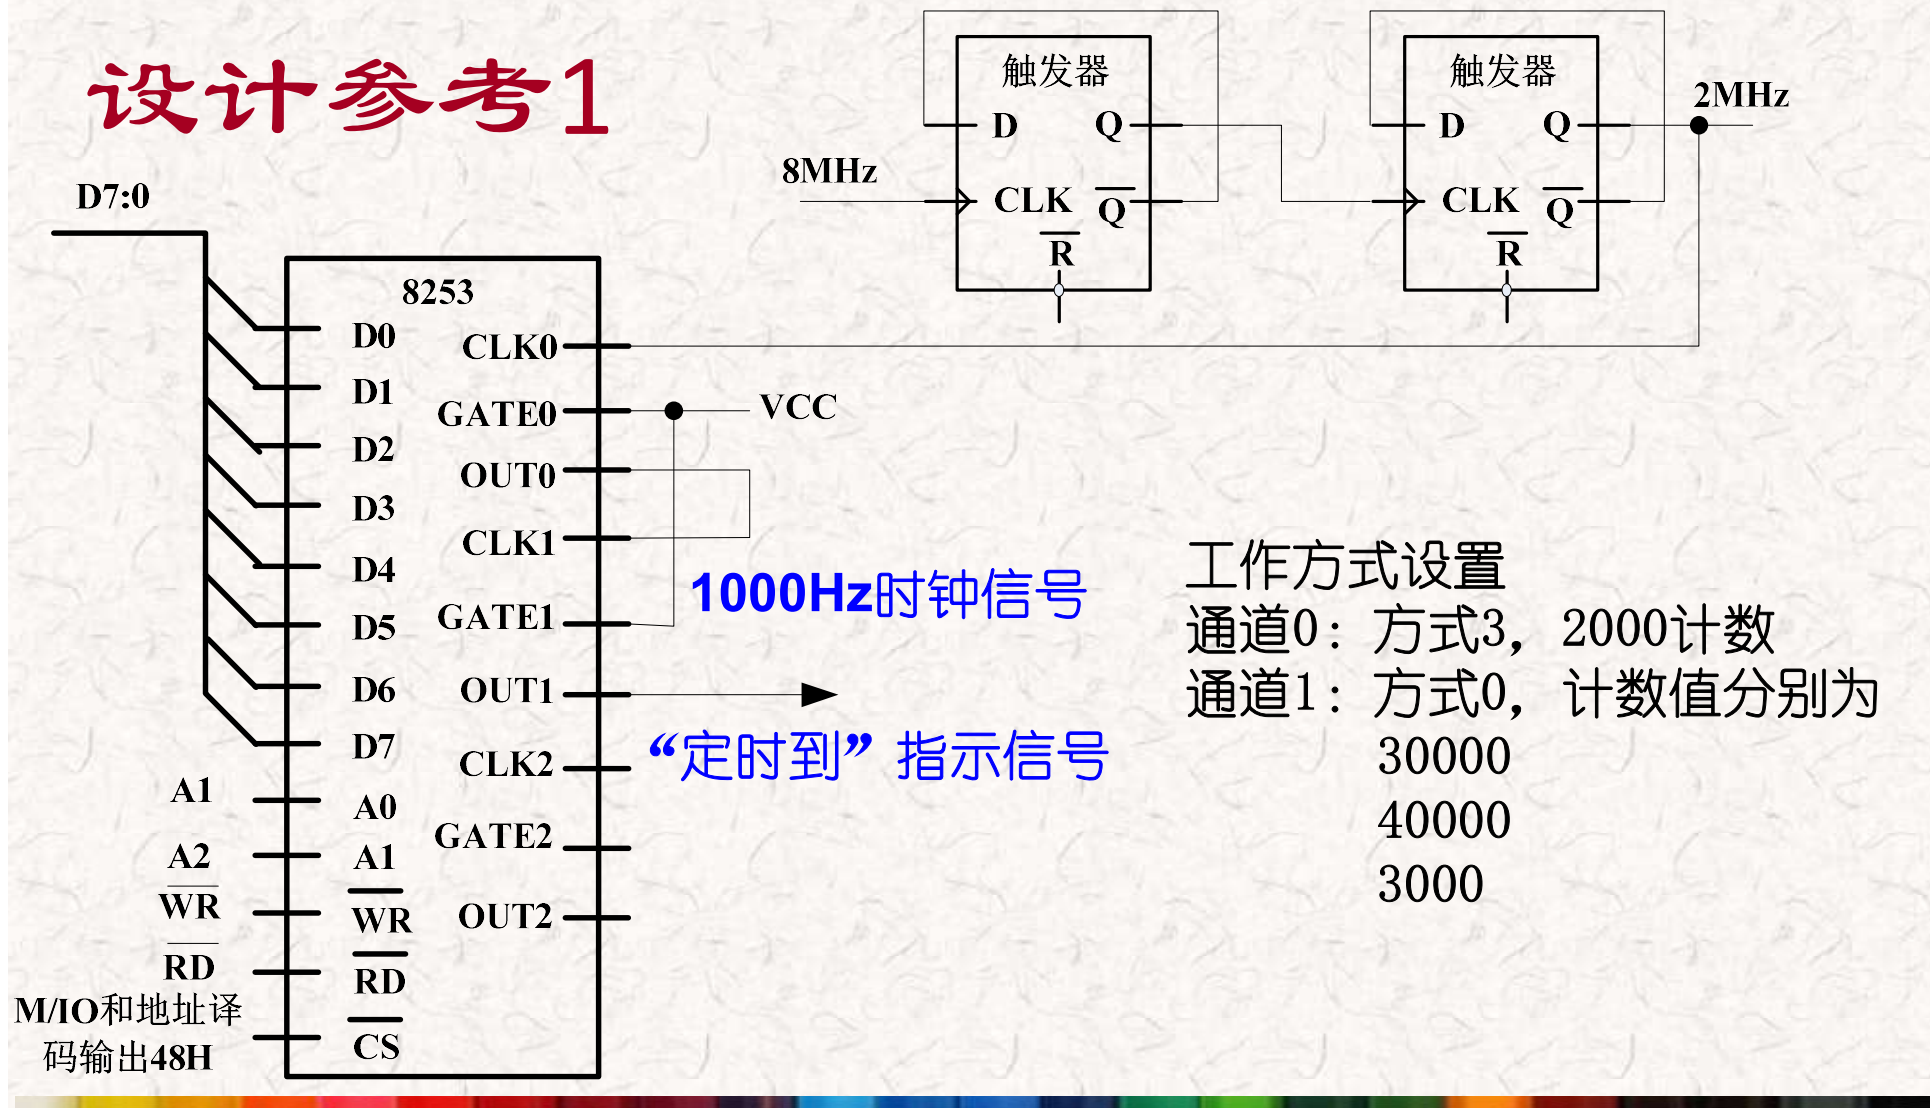 设计参考1
触发器
D
Q
8MHz
CLK
Q
R
触发器
D
Q
2MHz
CLK
Q
R
D7:0
8253
D0
D1
D2
D3
D4
D5
D6
D7
A1
A0
A2
A1
WR
WR
RD
RD
M/IO和地址译
码输出48H
CS
CLK0
GATE0
VCC
OUT0
CLK1
GATE1
OUT1
CLK2
GATE2
OUT2
1000Hz时钟信号
“定时到”指示信号
工作方式设置
通道0：方式3，2000计数
通道1：方式0，计数值分别为
30000
40000
3000